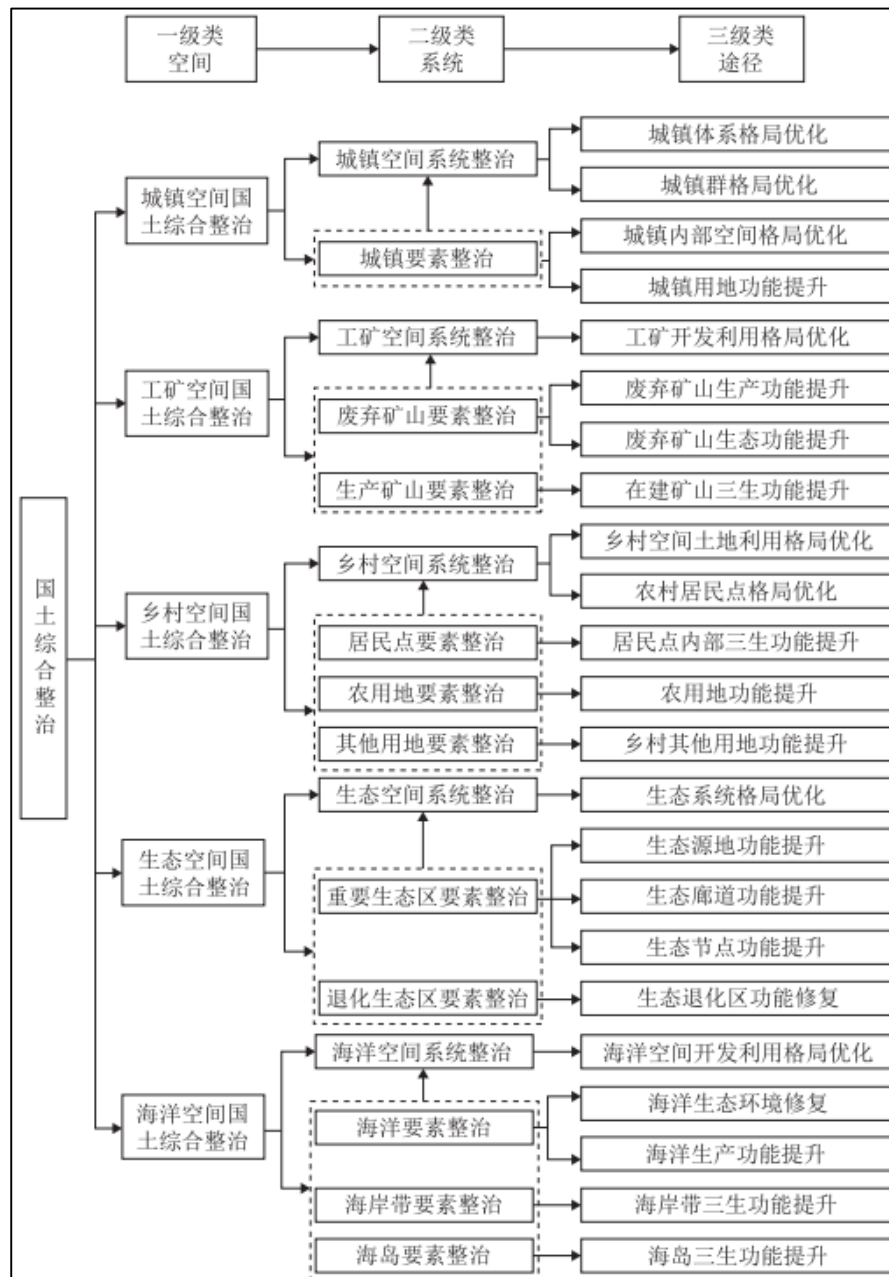 一级类
空间
二级类
系统
三级类
途径
国土综合整治
城镇空间国
土综合整治
城镇空间系统整治
城镇体系格局优化
城镇群格局优化
城镇要素整治
城镇内部空间格局优化
城镇用地功能提升
工矿空间国
土综合整治
工矿空间系统整治
工矿开发利用格局优化
废弃矿山要素整治
废弃矿山生产功能提升
废弃矿山生态功能提升
生产矿山要素整治
在建矿山三生功能提升
乡村空间国
土综合整治
乡村空间系统整治
乡村空间土地利用格局优化
农村居民点格局优化
居民点要素整治
居民点内部三生功能提升
农用地要素整治
农用地功能提升
其他用地要素整治
乡村其他用地功能提升
生态空间国
土综合整治
生态空间系统整治
生态系统格局优化
重要生态区要素整治
生态源地功能提升
生态廊道功能提升
生态节点功能提升
退化生态区要素整治
生态退化区功能修复
海洋空间国
土综合整治
海洋空间系统整治
海洋空间开发利用格局优化
海洋要素整治
海洋生态环境修复
海洋生产功能提升
海岸带要素整治
海岸带三生功能提升
海岛要素整治
海岛三生功能提升